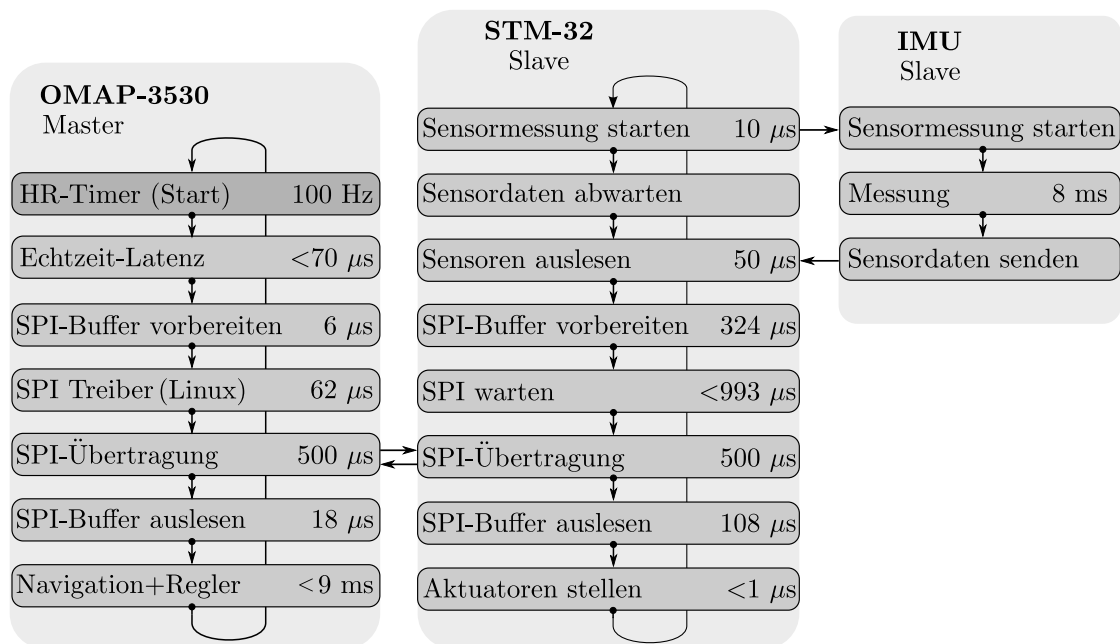 OMAP-3530
Master
HR-Timer (Start) 100 Hz
Echtzeit-Latenz <70 µs
SPI-Buffer vorbereiten 6 µs
SPI Treiber (Linux) 62 µs
SPI-Übertragung 500 µs
SPI-Buffer auslesen 18 µs
Navigation+Regler <9 ms
STM-32
Slave
Sensormessung starten 10 µs
Sensordaten abwarten
Sensoren auslesen 50 µs
SPI-Buffer vorbereiten 324 µs
SPI warten <993 µs
SPI-Übertragung 500 µs
SPI-Buffer auslesen 108 µs
Aktuatoren stellen <1 µs
IMU
Slave
Sensormessung starten
Messung 8 ms
Sensordaten senden